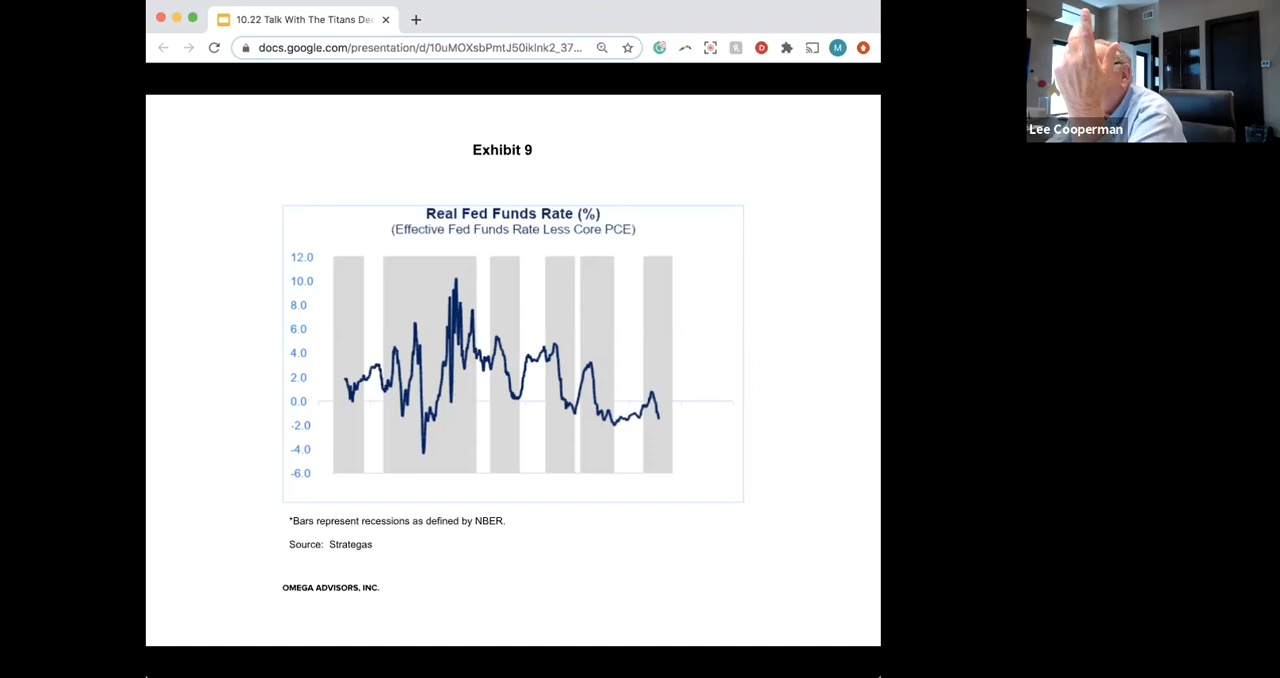 10.22 Talk With The Titans Dec
docs.google.com/presentation/d/10uMOXsbPmtJ50iklnk2_37...
D
M
Lee Cooperman
Exhibit 9
Real Fed Funds Rate (%)
(Effective Fed Funds Rate Less Core PCE)
12.0
10.0
8.0
6.0
4.0
2.0
0.0
-2.0
-4.0
-6.0
*Bars represent recessions as defined by NBER.
Source: Strategas
OMEGA ADVISORS, INC.